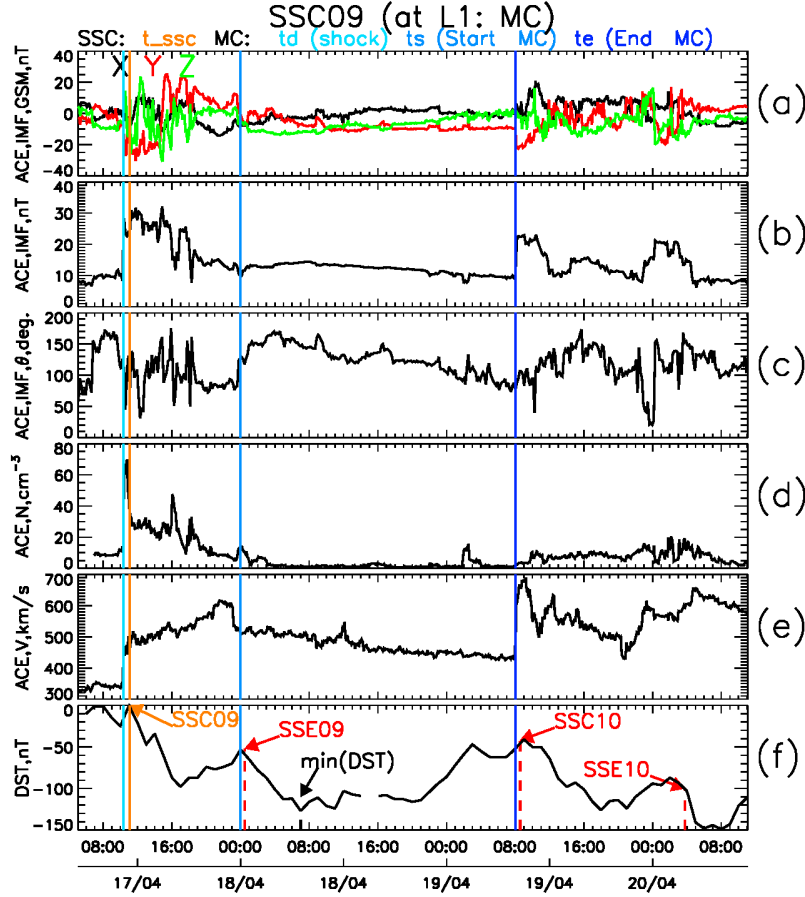 SSC09 (at L1: MC)
SSC: t_ssc MC: td (shock) ts (Start MC) te (End MC)
X Y Z
ACE,IMF,GSM,nT
40
20
0
-20
-40
(a)
ACE,IMF,nT
40
30
20
10
0
(b)
ACE,IMF,θ,deg.
200
150
100
50
0
(c)
ACE,N,cm⁻³
80
60
40
20
0
(d)
ACE,V,km/s
700
600
500
400
300
(e)
DST,nT
0
-50
-100
-150
SSC09
SSE09
min(DST)
SSC10
SSE10
(f)
08:00 16:00 00:00 08:00 16:00 00:00 08:00 16:00 00:00 08:00
17/04 18/04 18/04 19/04 19/04 20/04